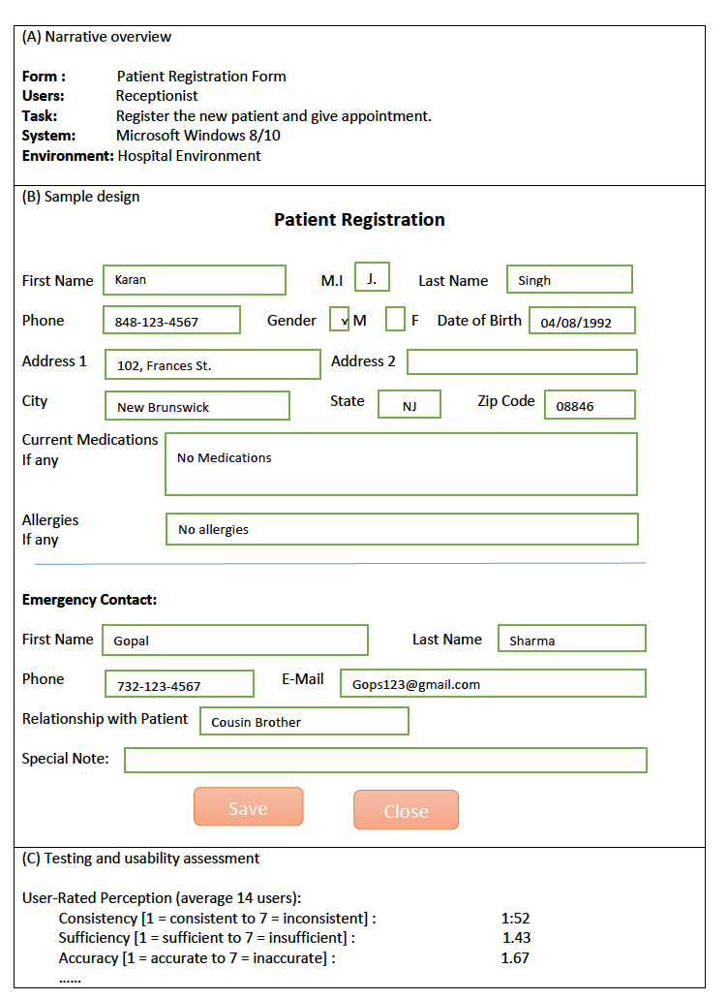 (A) Narrative overview
Form : Patient Registration Form
Users: Receptionist
Task: Register the new patient and give appointment.
System: Microsoft Windows 8/10
Environment: Hospital Environment
(B) Sample design
Patient Registration
First Name Karan M.I J. Last Name Singh
Phone 848-123-4567 Gender x M F Date of Birth 04/08/1992
Address 1 102, Frances St. Address 2
City New Brunswick State NJ Zip Code 08846
Current Medications
If any No Medications
Allergies
If any No allergies
Emergency Contact:
First Name Gopal Last Name Sharma
Phone 732-123-4567 E-Mail Gops123@gmail.com
Relationship with Patient Cousin Brother
Special Note:
Save Close
(C) Testing and usability assessment
User-Rated Perception (average 14 users):
Consistency [1 = consistent to 7 = inconsistent] : 1:52
Sufficiency [1 = sufficient to 7 = insufficient] : 1.43
Accuracy [1 = accurate to 7 = inaccurate] : 1.67
......